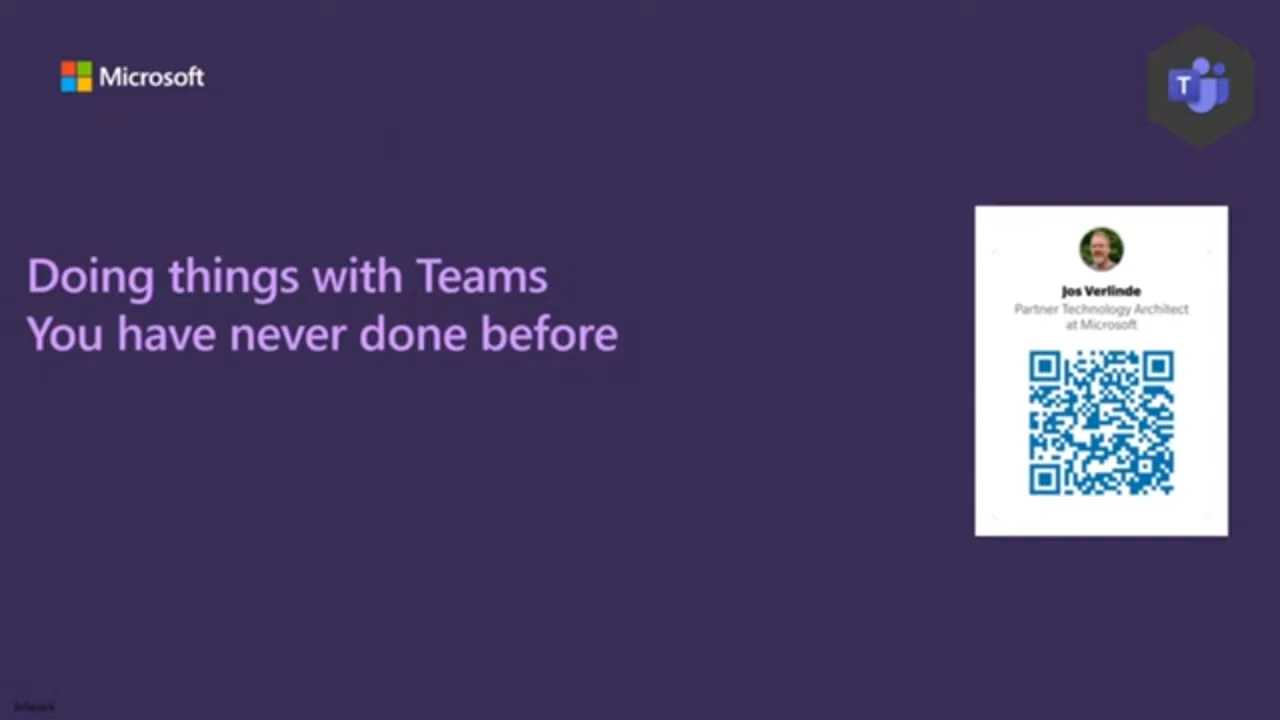 Microsoft
T
Doing things with Teams
You have never done before
Jos Verlinde
Partner Technology Architect
at Microsoft